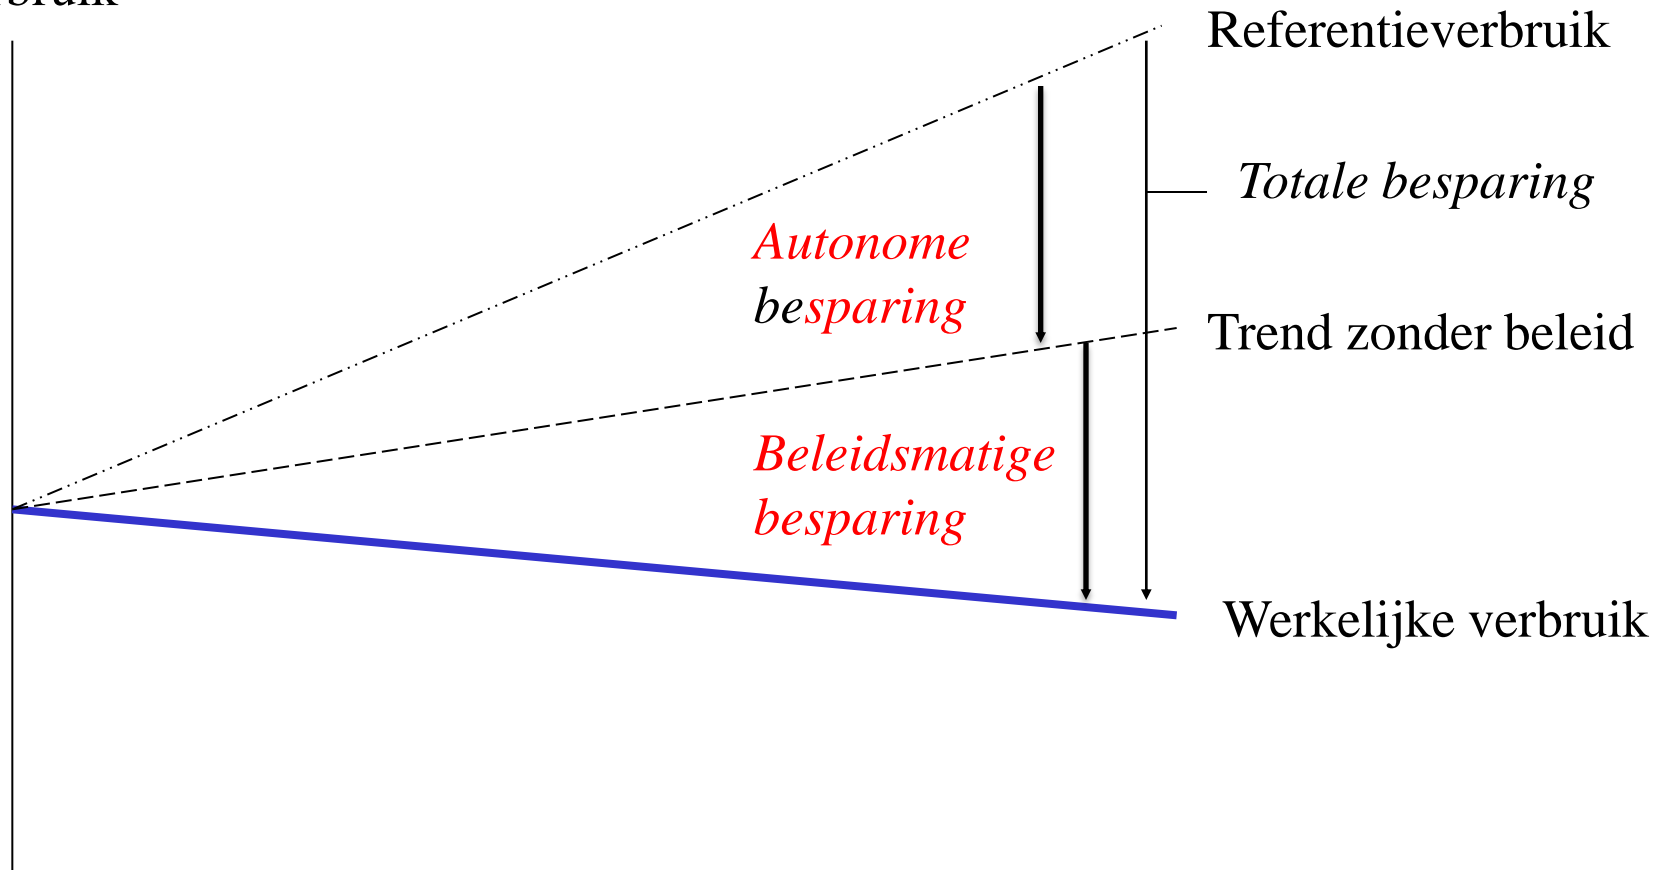 Referentieverbruik
Totale besparing
Autonome
besparing
Trend zonder beleid
Beleidsmatige
besparing
Werkelijke verbruik